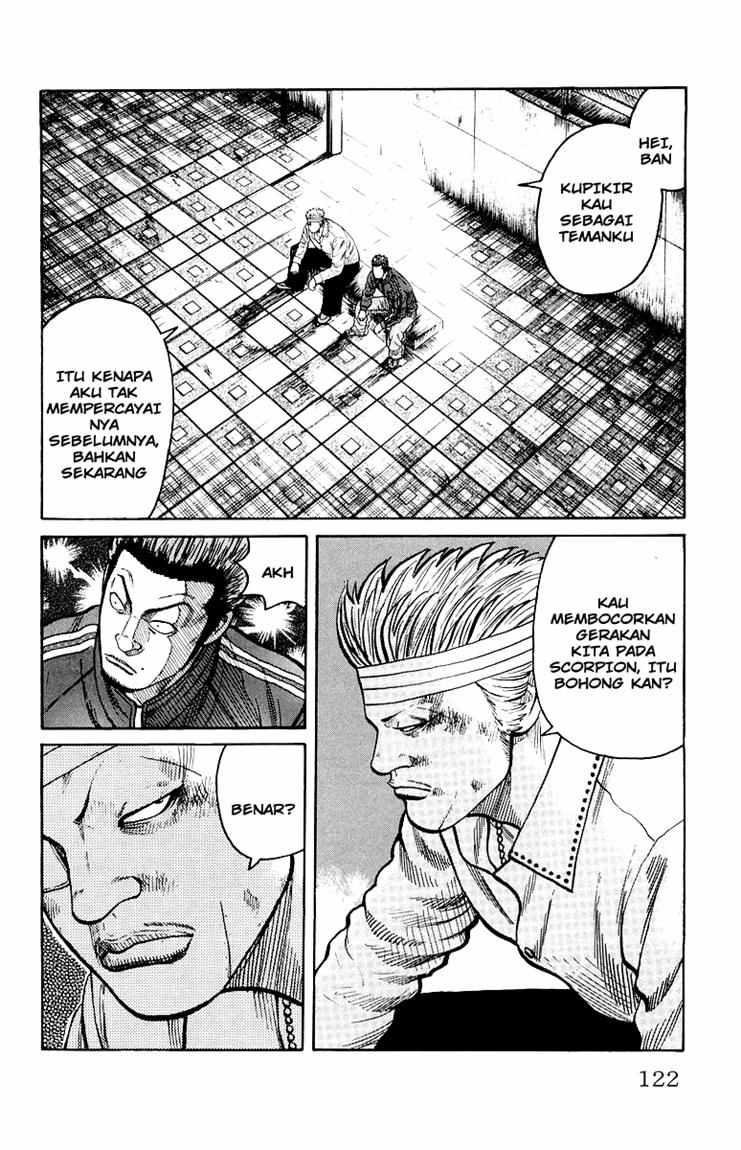 HEI,
BAN
KUPIKIR
KAU
SEBAGAI
TEMANKU
ITU KENAPA
AKU TAK
MEMPERCAYAI
NYA
SEBELUMNYA,
BAHKAN
SEKARANG
KAU
MEMBOCORKAN
GERAKAN
KITA PADA
SCORPION, ITU
BOHONG KAN?
AKH
BENAR?
122